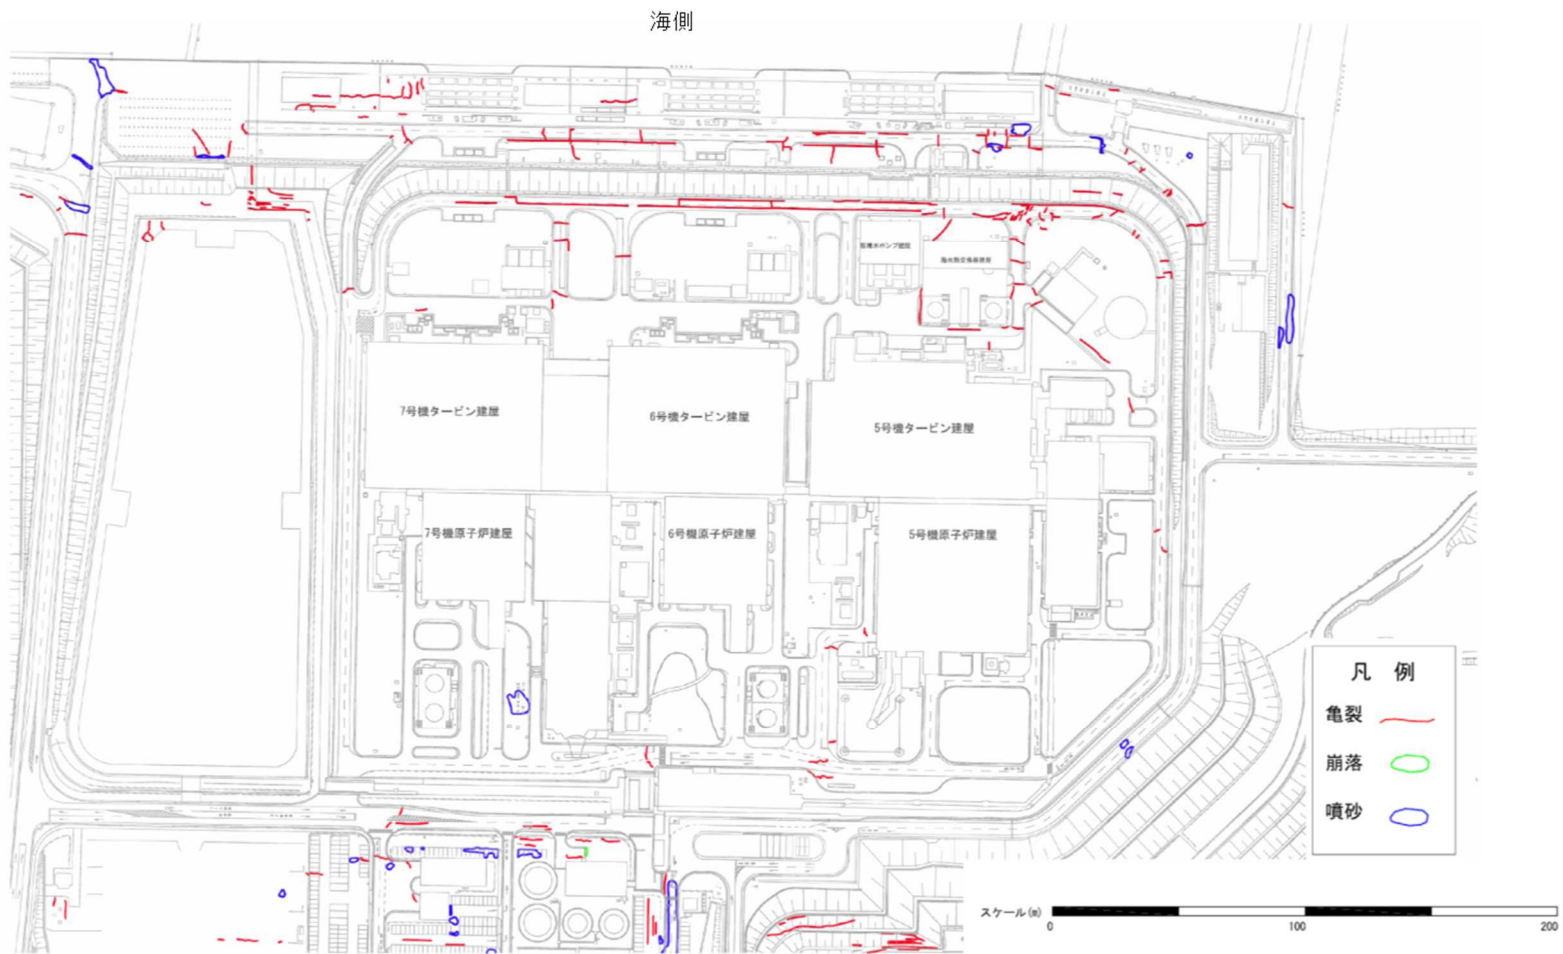 海側
7号機タービン建屋
6号機タービン建屋
5号機タービン建屋
7号機原子炉建屋
6号機原子炉建屋
5号機原子炉建屋
凡 例
亀裂
崩落
噴砂
スケール(m)
0
100
200